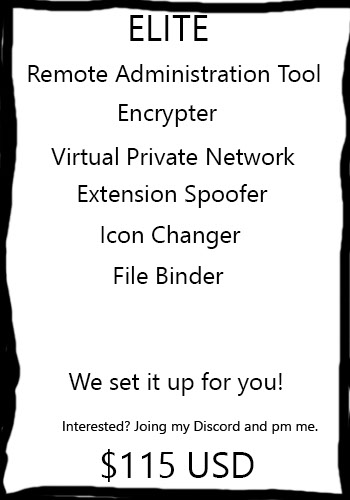 ELITE
Remote Administration Tool
Encrypter
Virtual Private Network
Extension Spoofer
Icon Changer
File Binder
We set it up for you!
Interested? Joing my Discord and pm me.
$115 USD